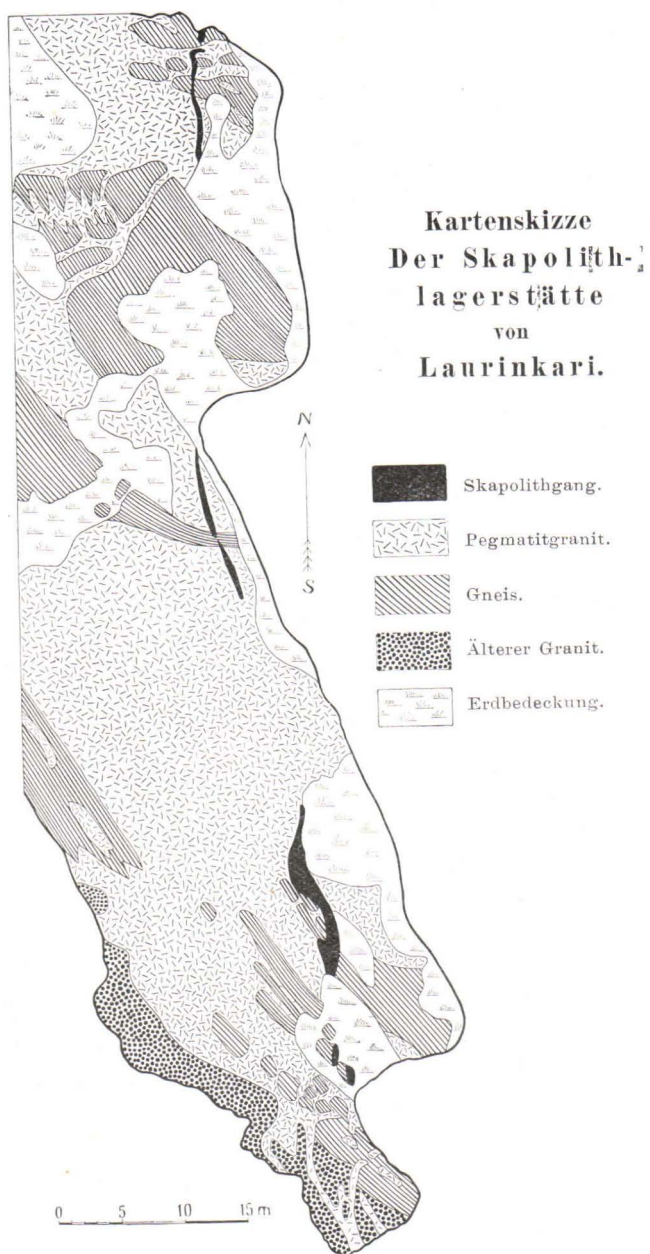 Kartenskizze
Der Skapolith-
lagerstätte
von
Laurinkari.
N
S
Skapolithgang.
Pegmatitgranit.
Gneis.
Älterer Granit.
Erdbedeckung.
0 5 10 15 m